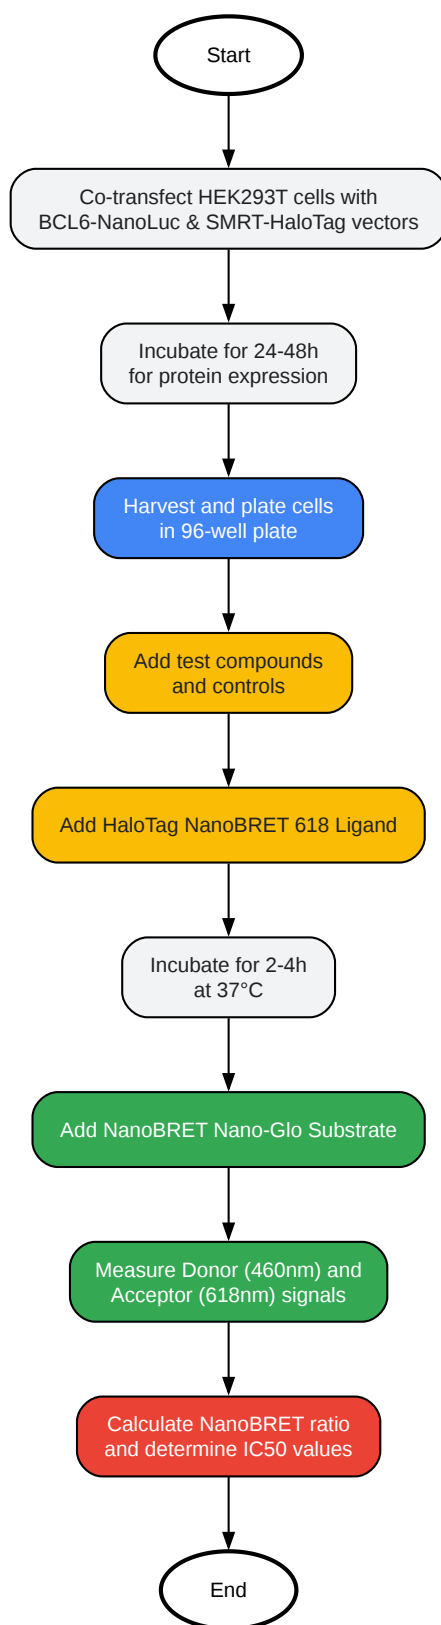 Start
Co-transfect HEK293T cells with
BCL6-NanoLuc & SMRT-HaloTag vectors
Incubate for 24-48h
for protein expression
Harvest and plate cells
in 96-well plate
Add test compounds
and controls
Add HaloTag NanoBRET 618 Ligand
Incubate for 2-4h
at 37°C
Add NanoBRET Nano-Glo Substrate
Measure Donor (460nm) and
Acceptor (618nm) signals
Calculate NanoBRET ratio
and determine IC50 values
End